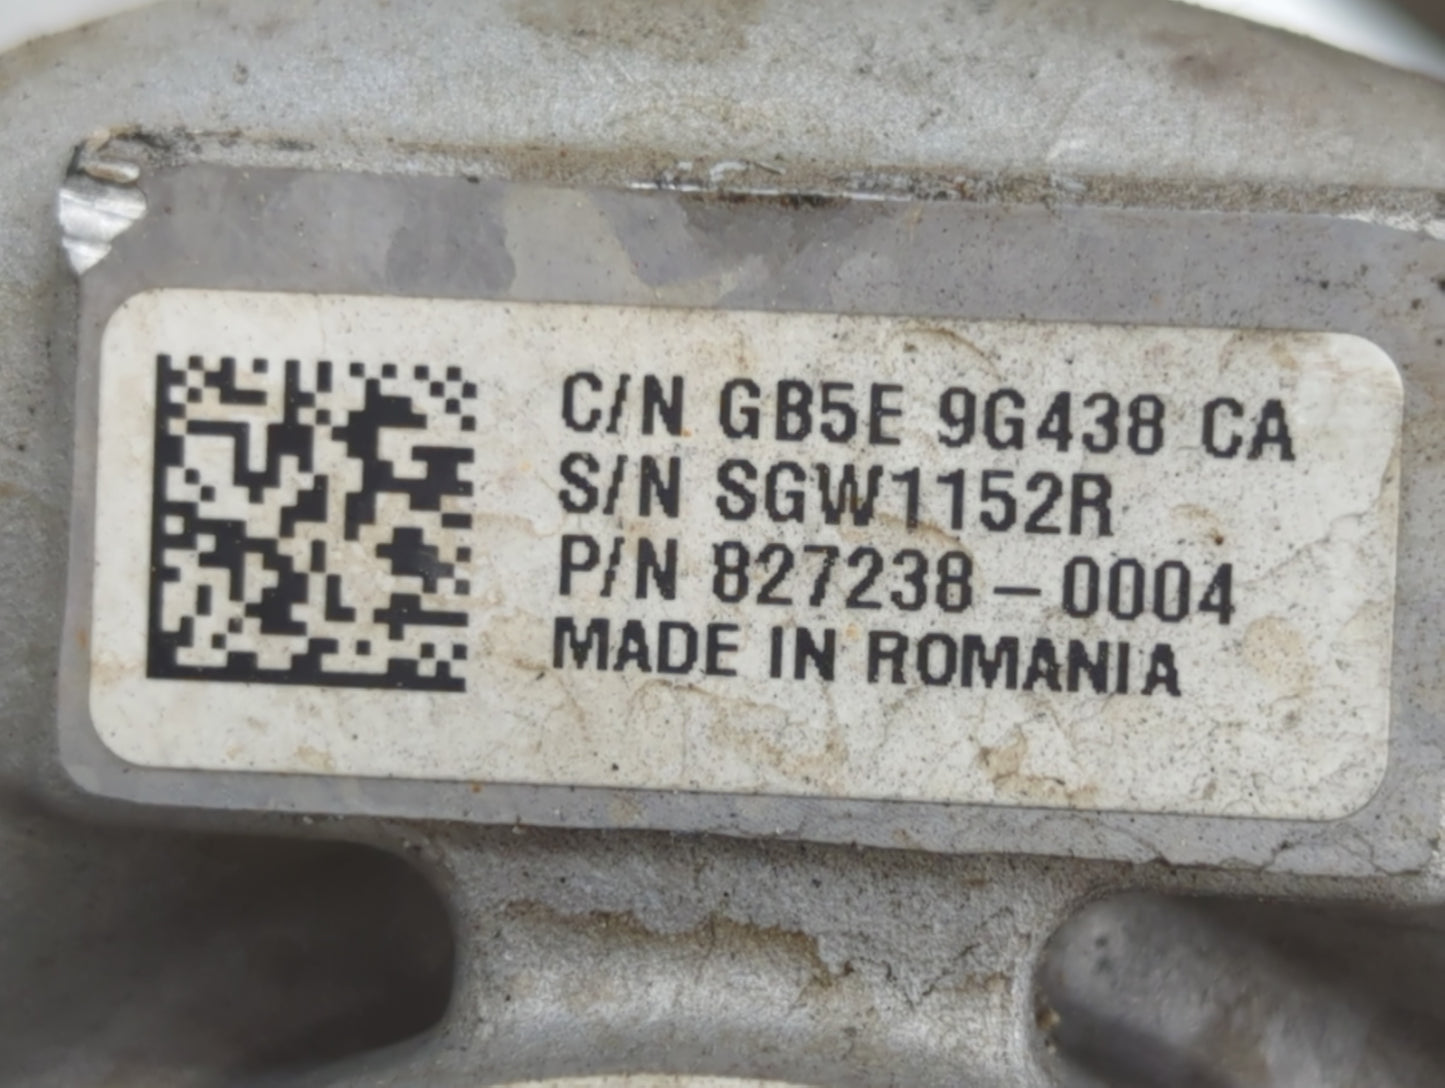 C/N GB5E 9G438 CA
S/N SGW1152R
P/N 827238-0004
MADE IN ROMANIA